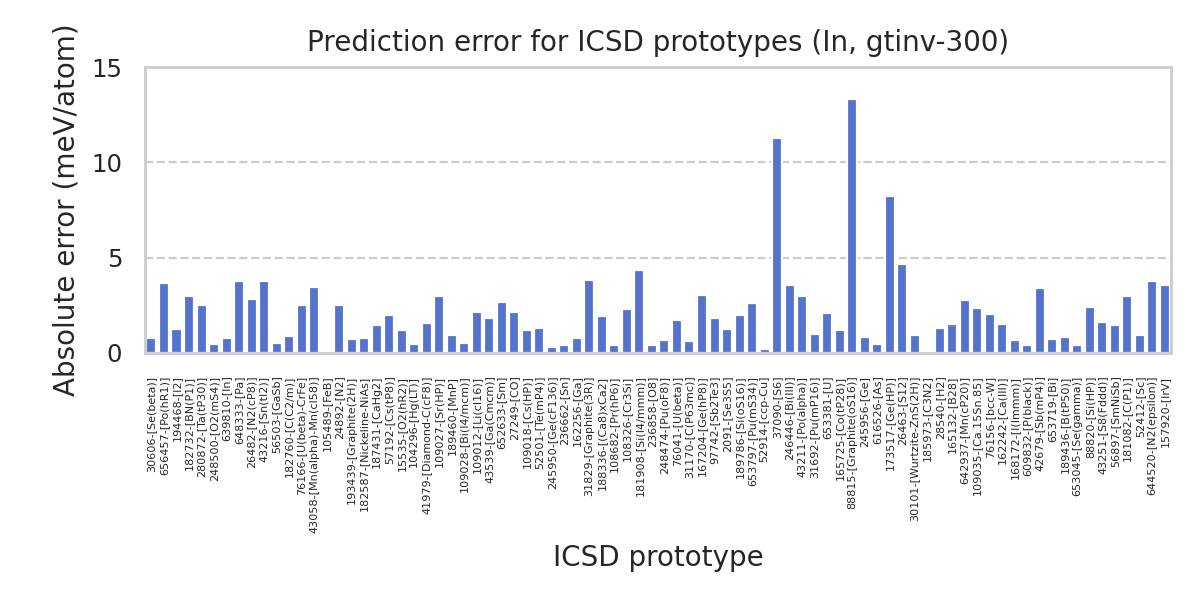 Prediction error for ICSD prototypes (In, gtinv-300)
Absolute error (meV/atom)
15
10
5
0
30606-[Se(beta)]
656457-[Po(hR1)]
194468-[I2]
182732-[BN(P1)]
280872-[Ta(tP30)]
248500-[O2(mS4)]
639810-[In]
648333-[Pa]
26482-[N2(cP8)]
43216-[Sn(tI2)]
56503-[GaSb]
182760-[C(C2/m)]
76166-[U(beta)-CrFe]
43058-[Mn(alpha)-Mn(cI58)]
105489-[FeB]
24892-[N2]
193439-[Graphite(2H)]
182587-[Nickeline-NiAs]
187431-[CaHg2]
57192-[Cs(tP8)]
15535-[O2(hR2)]
104296-[Hg(LT)]
41979-[Diamond-C(cF8)]
109027-[Sr(HP)]
189460-[MnP]
109028-[Bi(I4/mcm)]
109012-[Li(cI16)]
43539-[Ga(Cmcm)]
652633-[Sm]
27249-[CO]
109018-[Cs(HP)]
52501-[Te(mP4)]
245950-[Ge(cF136)]
236662-[Sn]
162256-[Ga]
31829-[Graphite(3R)]
188336-[(Ca8)xCa2]
108682-[Pr(hP6)]
108326-[Cr3Si]
181908-[Si(I4/mmm)]
236858-[O8]
248474-[Pu(oF8)]
76041-[U(beta)]
31170-[C(P63mc)]
167204-[Ge(hP8)]
97742-[Sb2Te3]
2091-[Se3S5]
189786-[Si(oS16)]
653797-[Pu(mS34)]
52914-[ccp-Cu]
37090-[S6]
246446-[Bi(III)]
43211-[Po(alpha)]
31692-[Pu(mP16)]
653381-[U]
165725-[Co(tP28)]
88815-[Graphite(oS16)]
245956-[Ge]
616526-[As]
173517-[Ge(HP)]
26463-[S12]
30101-[Wurtzite-ZnS(2H)]
185973-[C3N2]
28540-[H2]
165132-[B28]
642937-[Mn(cP20)]
109035-[Ca.15Sn.85]
76156-[bcc-W]
162242-[Ca(III)]
168172-[I(Immm)]
609832-[P(black)]
42679-[Sb(mP4)]
653719-[Bi]
189436-[B(tP50)]
653045-[Se(gamma)]
88820-[Si(HP)]
43251-[S8(Fddd)]
56897-[SmNiSb]
181082-[C(P1)]
52412-[Sc]
644520-[N2(epsilon)]
157920-[IrV]
ICSD prototype